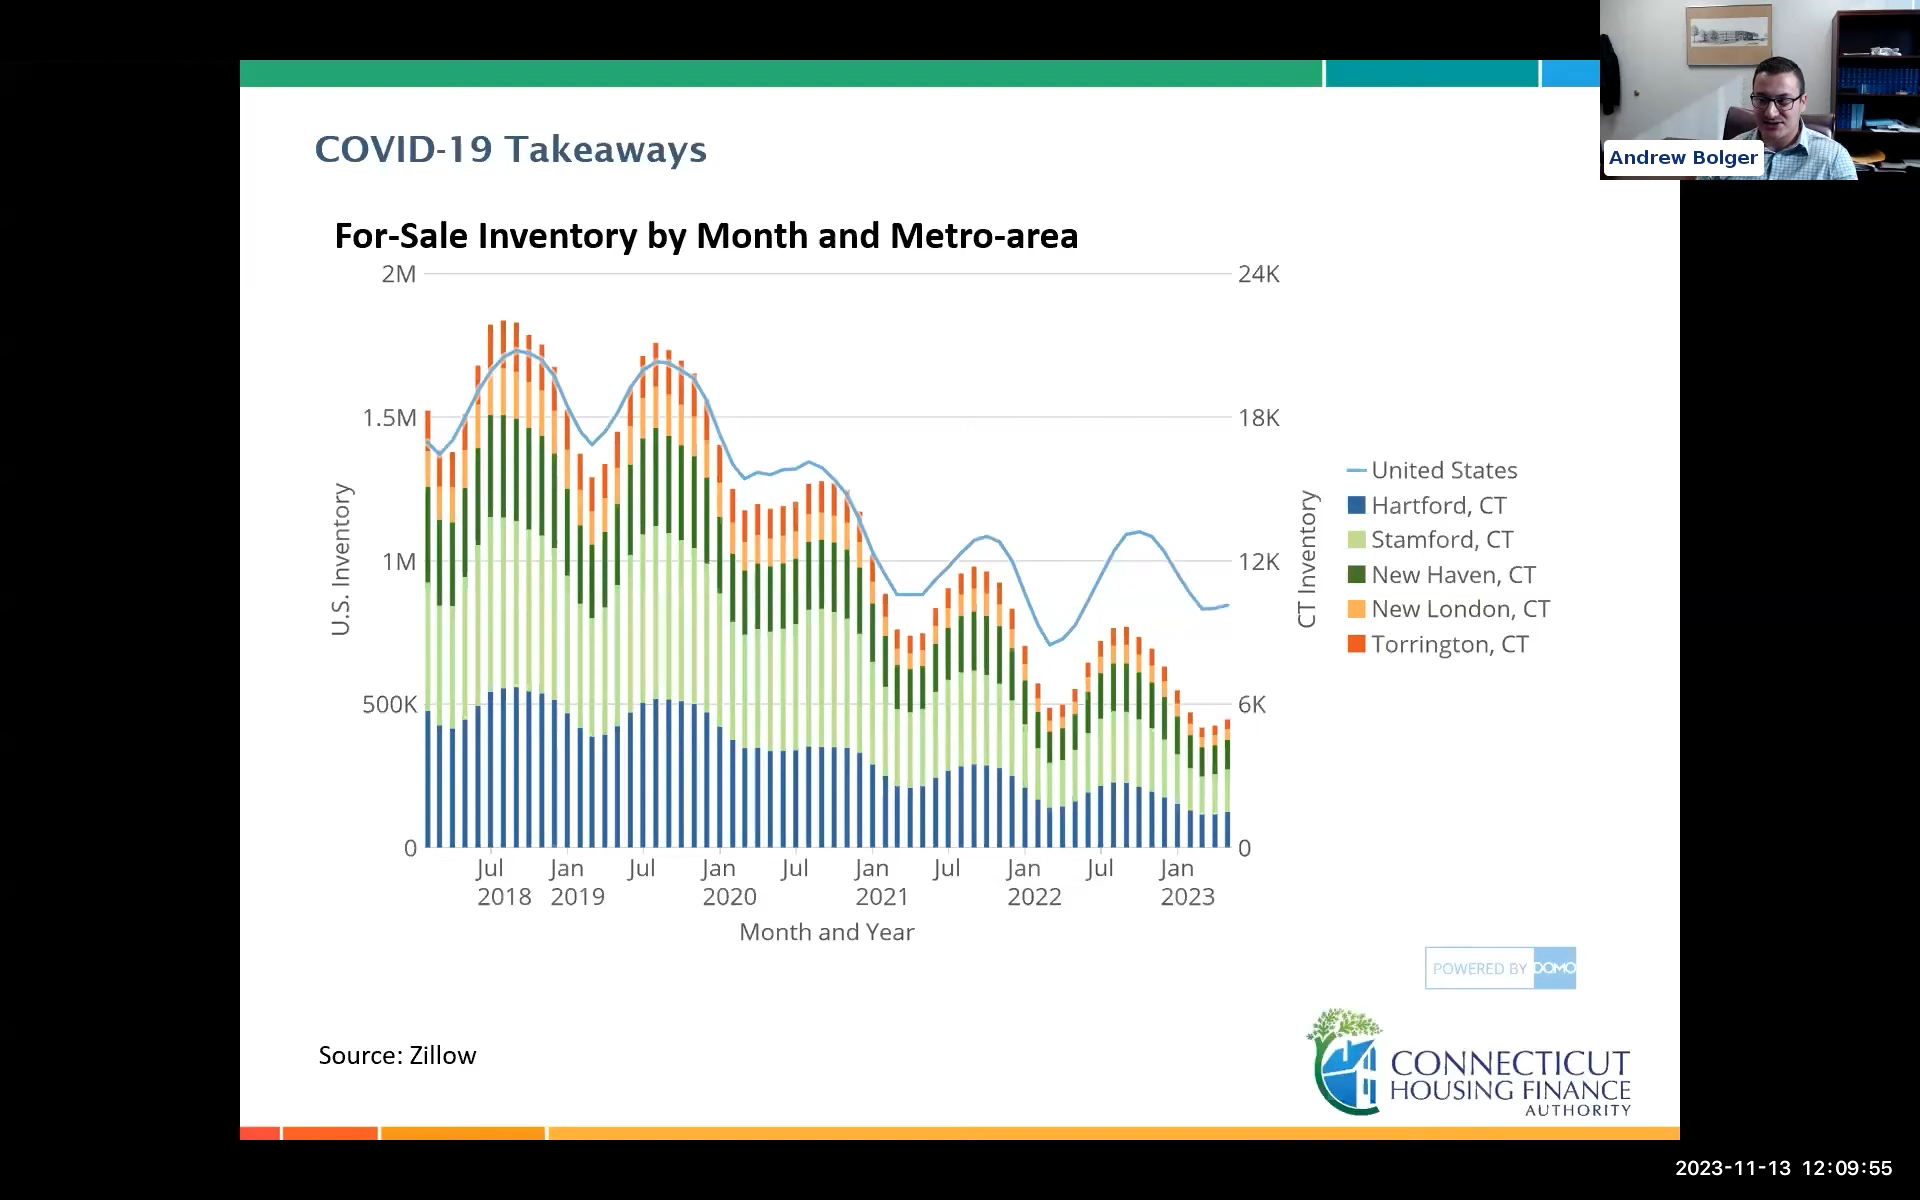 Andrew Bolger
COVID-19 Takeaways
For-Sale Inventory by Month and Metro-area
2M
24K
1.5M
18K
1M
12K
500K
6K
0
0
U.S. Inventory
CT Inventory
United States
Hartford, CT
Stamford, CT
New Haven, CT
New London, CT
Torrington, CT
Jul Jan Jul Jan Jul Jan Jul Jan Jul Jan
2018 2019 2020 2021 2022 2023
Month and Year
POWERED BY DOMO
CONNECTICUT
HOUSING FINANCE
AUTHORITY
Source: Zillow
2023-11-13 12:09:55